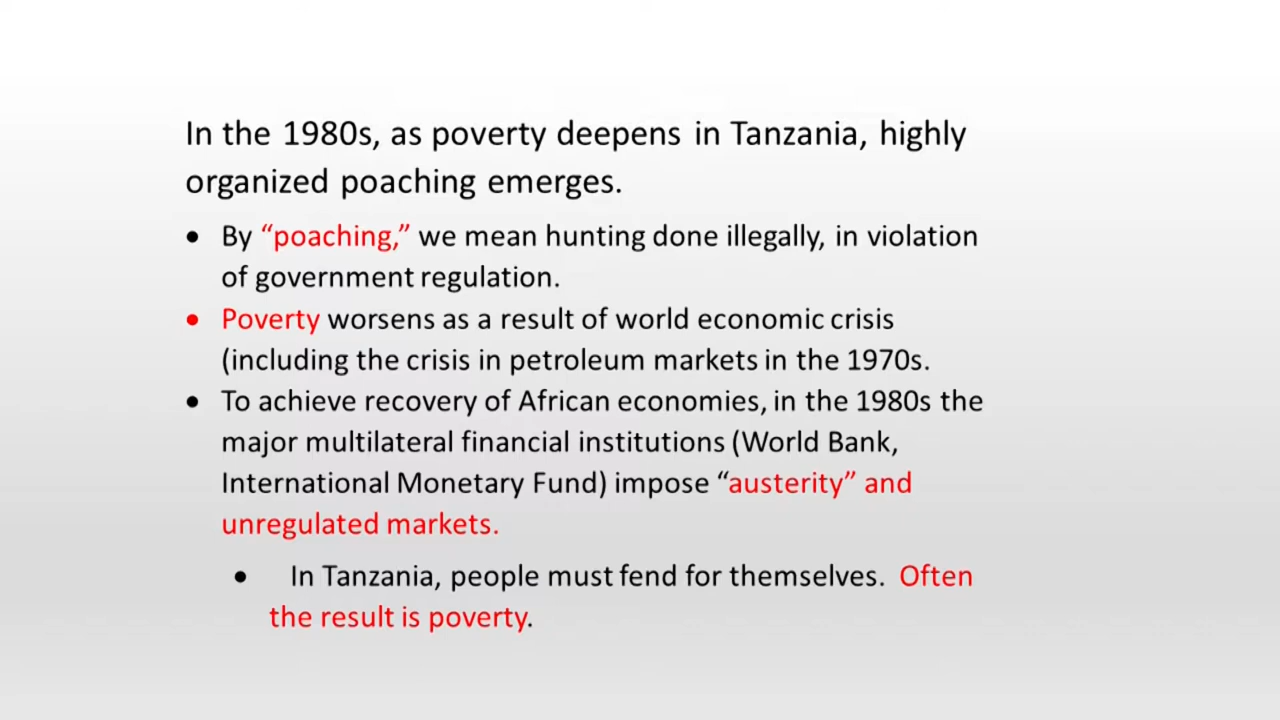 In the 1980s, as poverty deepens in Tanzania, highly
organized poaching emerges.
• By “poaching,” we mean hunting done illegally, in violation
of government regulation.
• Poverty worsens as a result of world economic crisis
(including the crisis in petroleum markets in the 1970s.
• To achieve recovery of African economies, in the 1980s the
major multilateral financial institutions (World Bank,
International Monetary Fund) impose “austerity” and
unregulated markets.
• In Tanzania, people must fend for themselves. Often
the result is poverty.